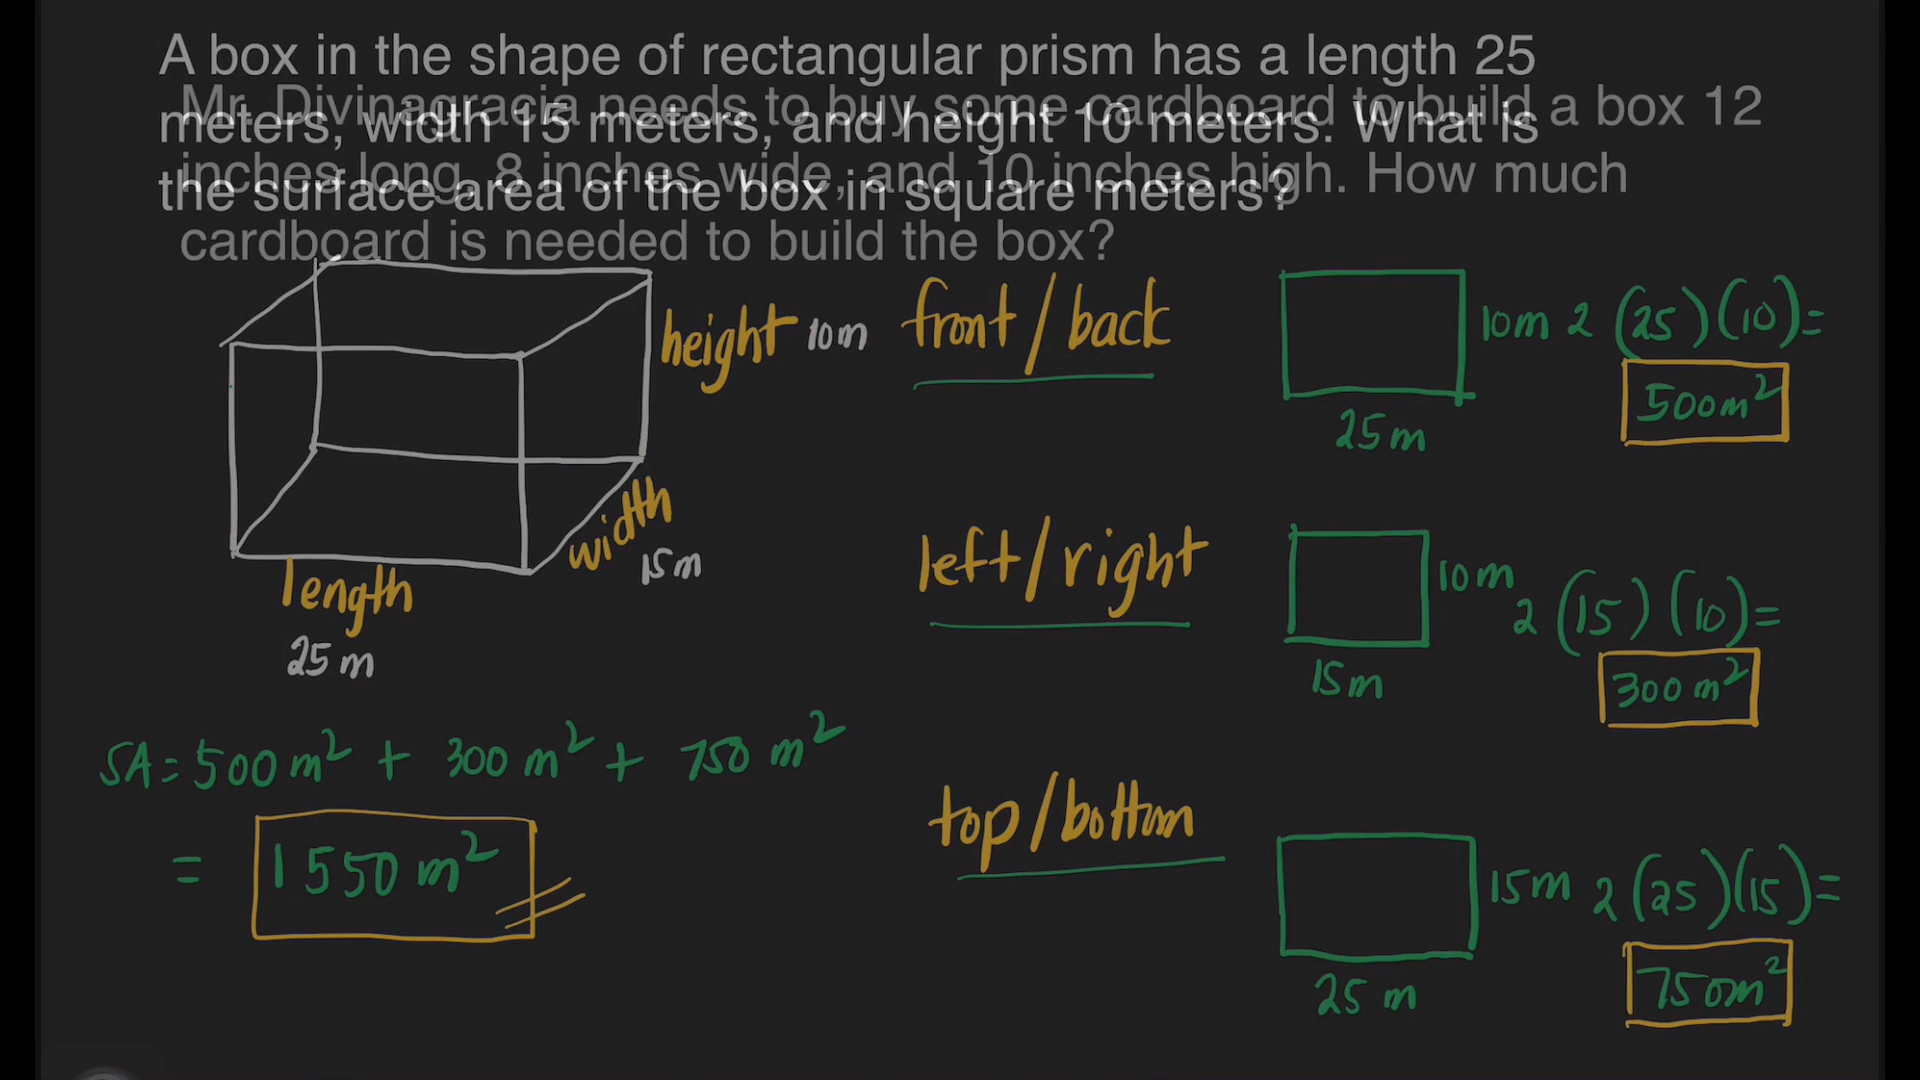 A box in the shape of rectangular prism has a length 25
meters, width 15 meters, and height 10 meters. What is
the surface area of the box in square meters?
Mr. Divinagracia needs to buy some cardboard to build a box 12
inches long, 8 inches wide, and 10 inches high. How much
cardboard is needed to build the box?
height 10m
width
15m
length
25 m
SA = 500 m² + 300 m² + 750 m²
= 1550 m²
front/back
10m 2 (25)(10)=
500m²
25m
left/right
10m
2 (15) (10)=
300 m²
15m
top/bottom
15m 2 (25)(15)=
750m²
25 m